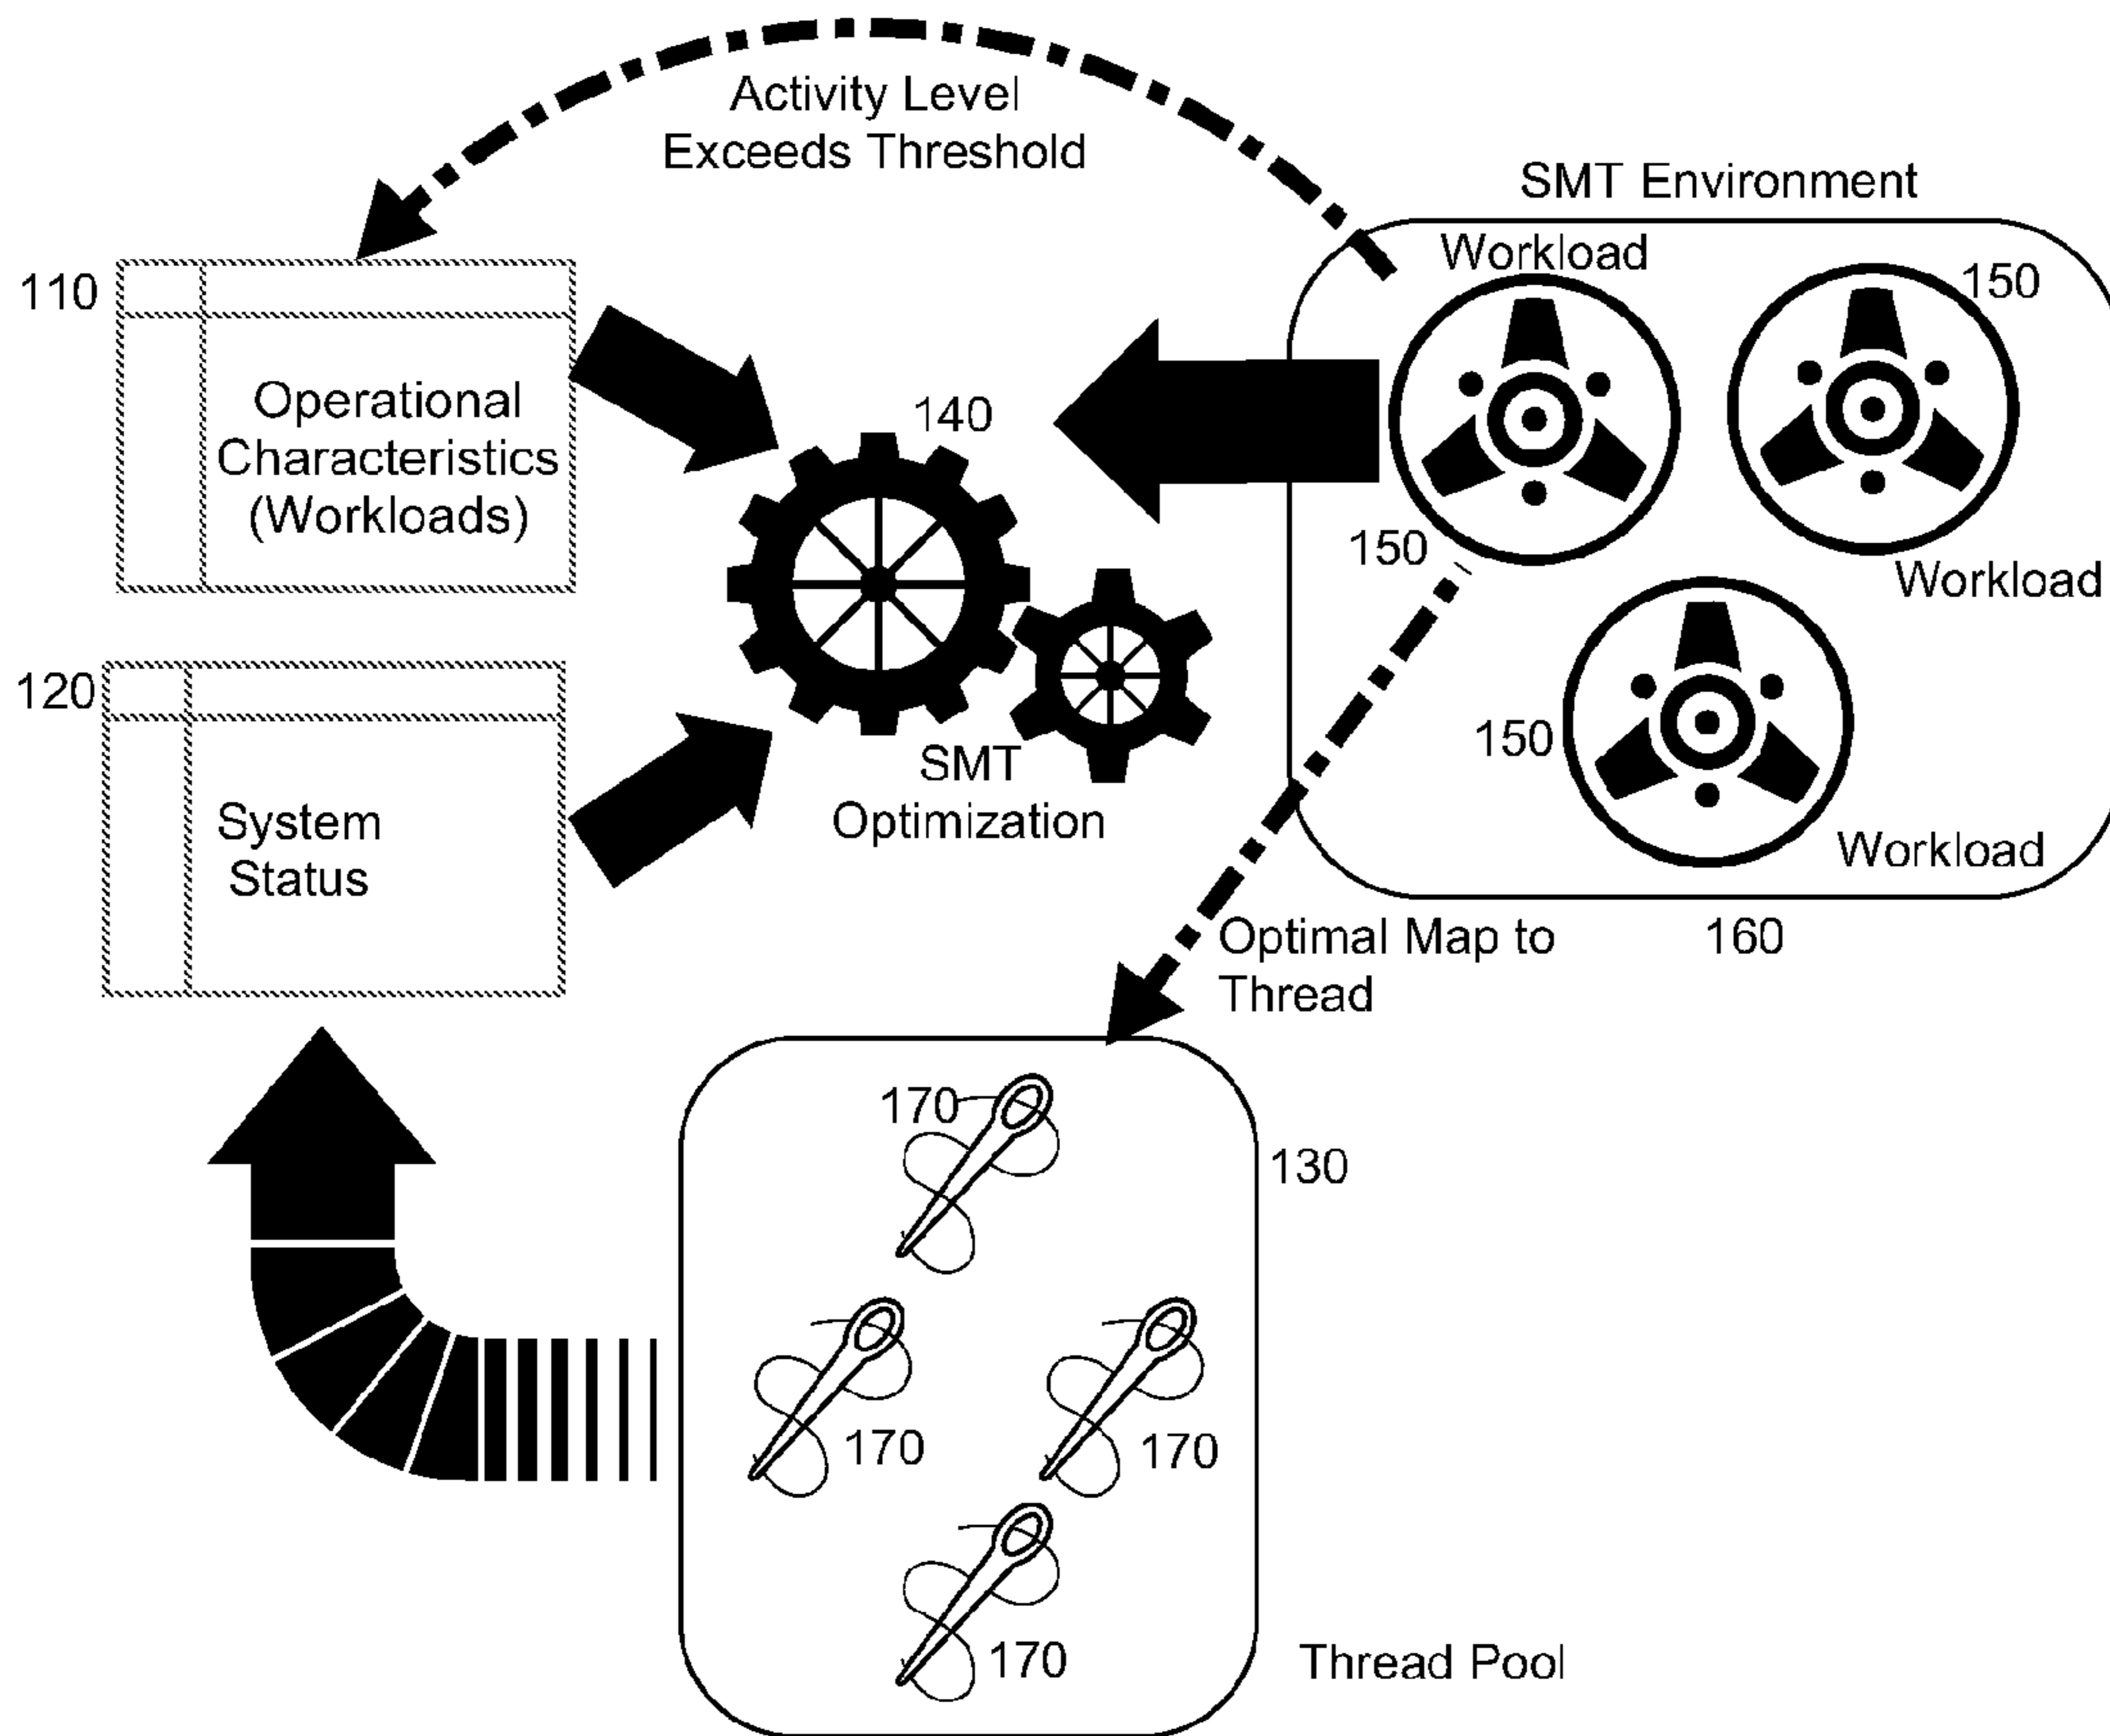 Activity Level
Exceeds Threshold
SMT Environment
Workload
150
110
Operational
Characteristics
(Workloads)
140
150
Workload
120
System
Status
SMT
Optimization
150
Workload
Optimal Map to
Thread
160
170
130
170
170
170
Thread Pool